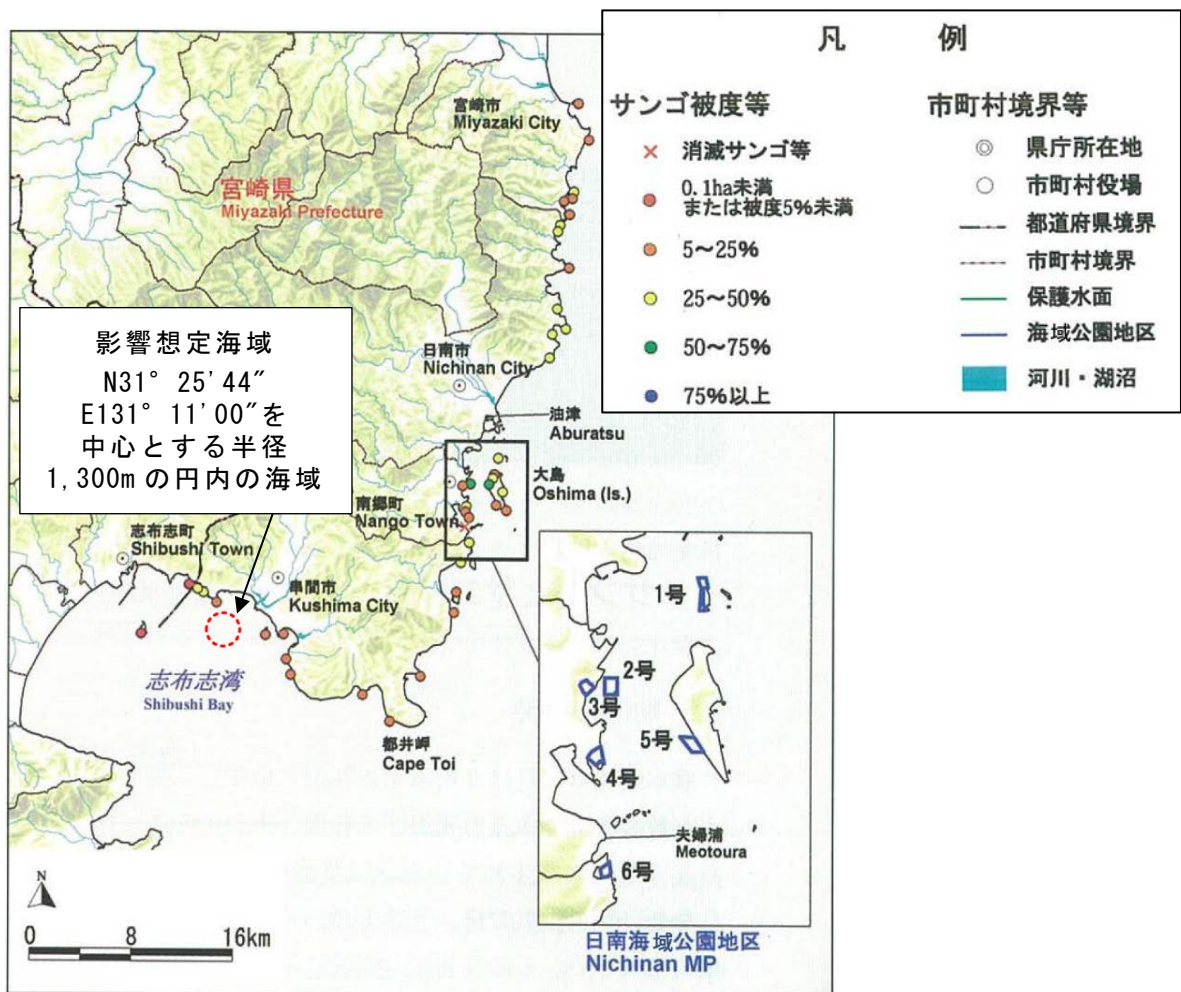 凡 例
サンゴ被度等
消滅サンゴ等
0.1ha未満
または被度5%未満
5～25%
25～50%
50～75%
75%以上
市町村境界等
県庁所在地
市町村役場
都道府県境界
市町村境界
保護水面
海域公園地区
河川・湖沼
宮崎市
Miyazaki City
宮崎県
Miyazaki Prefecture
影響想定海域
N31° 25'44"
E131° 11'00"を
中心とする半径
1,300mの円内の海域
日南市
Nichinan City
油津
Aburatsu
大島
Oshima (Is.)
南郷町
Nango Town
志布志町
Shibushi Town
串間市
Kushima City
志布志湾
Shibushi Bay
都井岬
Cape Toi
1号
2号
3号
5号
4号
夫婦浦
Meotoura
6号
N
0 8 16km
日南海域公園地区
Nichinan MP